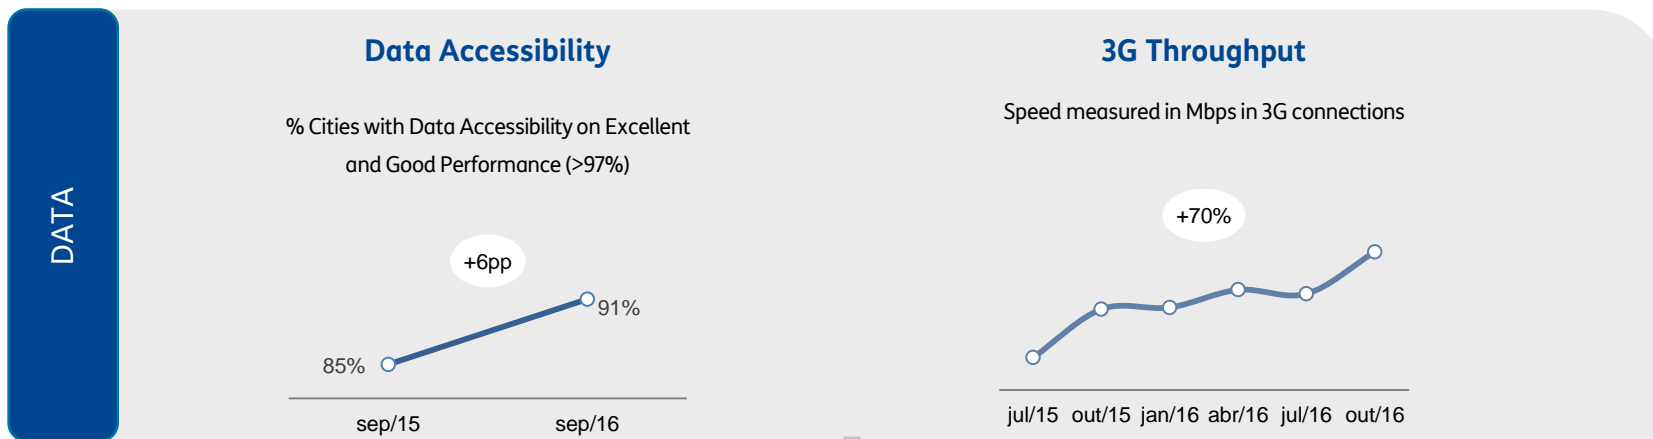 DATA
Data Accessibility
% Cities with Data Accessibility on Excellent
and Good Performance (>97%)
+6pp
91%
85%
sep/15 sep/16
3G Throughput
Speed measured in Mbps in 3G connections
+70%
jul/15 out/15 jan/16 abr/16 jul/16 out/16